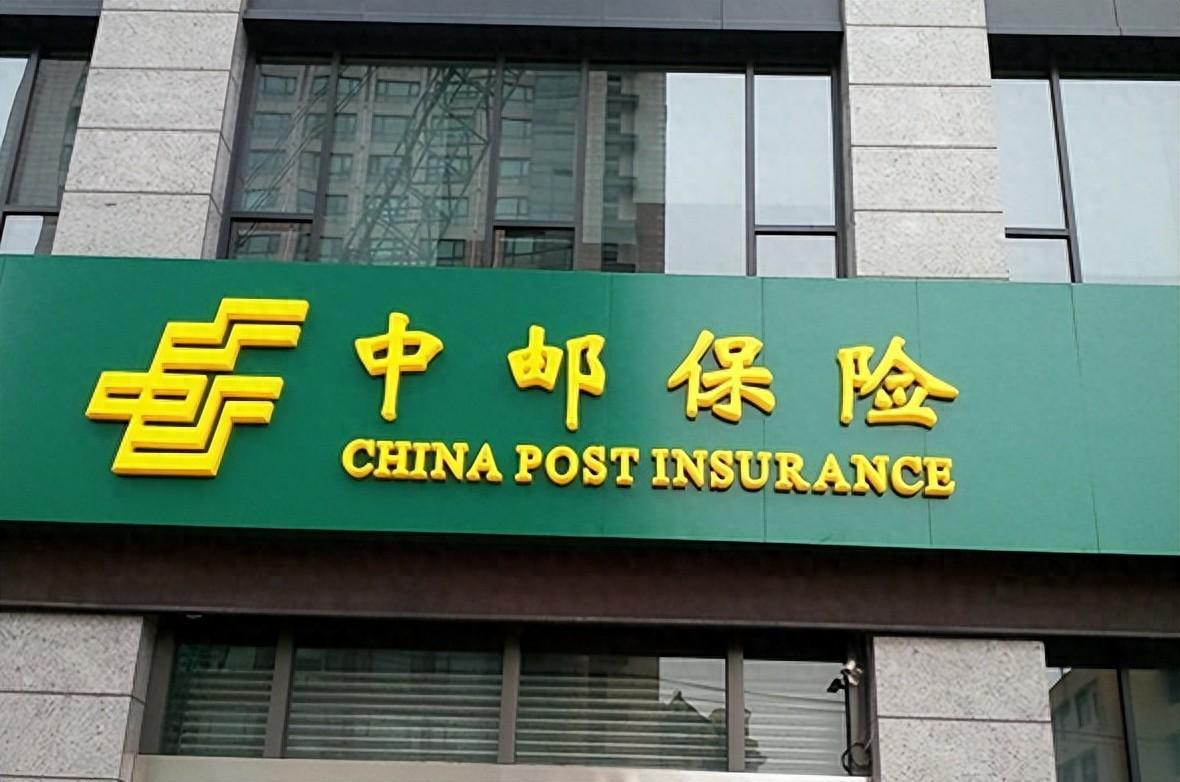 中邮保险
CHINA POST INSURANCE